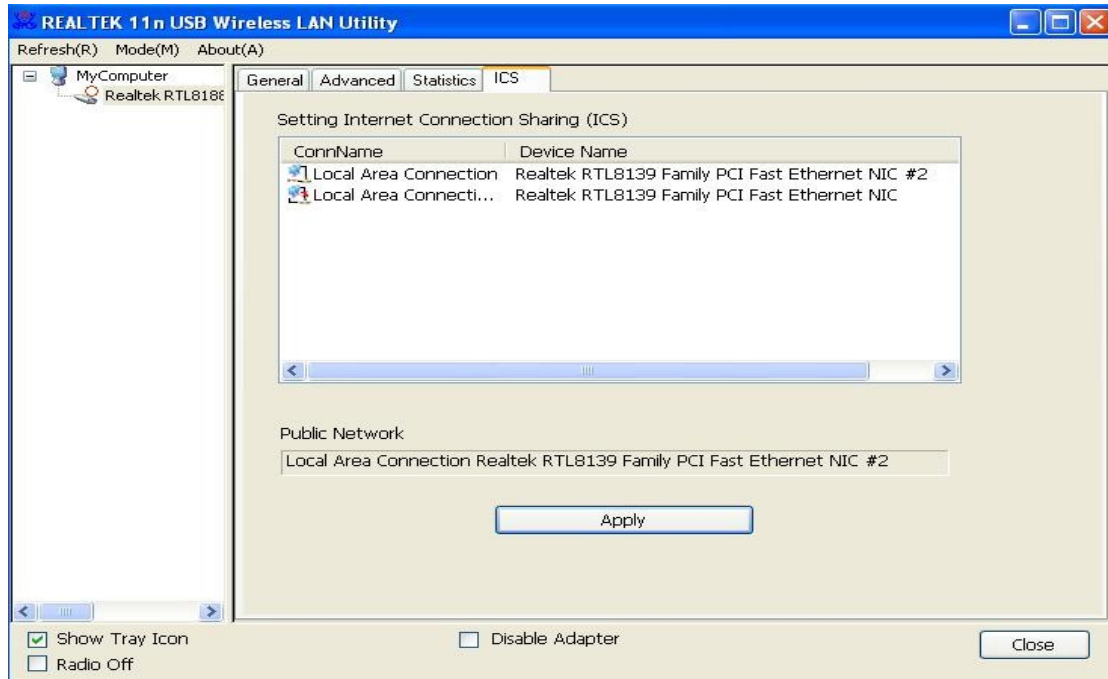 REALTEK 11n USB Wireless LAN Utility
Refresh(R) Mode(M) About(A)
MyComputer
Realtek RTL8188
General Advanced Statistics ICS
Setting Internet Connection Sharing (ICS)
ConnName Device Name
Local Area Connection Realtek RTL8139 Family PCI Fast Ethernet NIC #2
Local Area Connecti... Realtek RTL8139 Family PCI Fast Ethernet NIC
Public Network
Local Area Connection Realtek RTL8139 Family PCI Fast Ethernet NIC #2
Apply
Show Tray Icon
Radio Off
Disable Adapter
Close